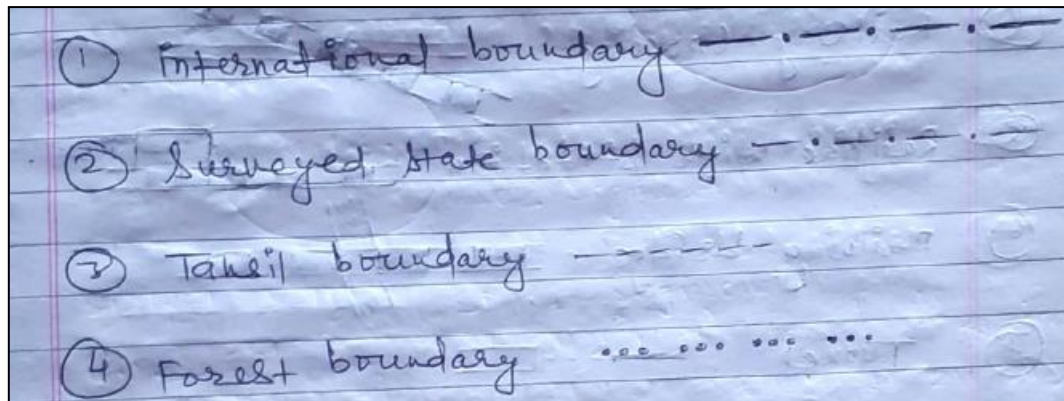 ① international boundary — . — . — . —
② Surveyed state boundary — . — . — . —
③ Tahsil boundary - - - - - -
④ Forest boundary ... ... ... ...